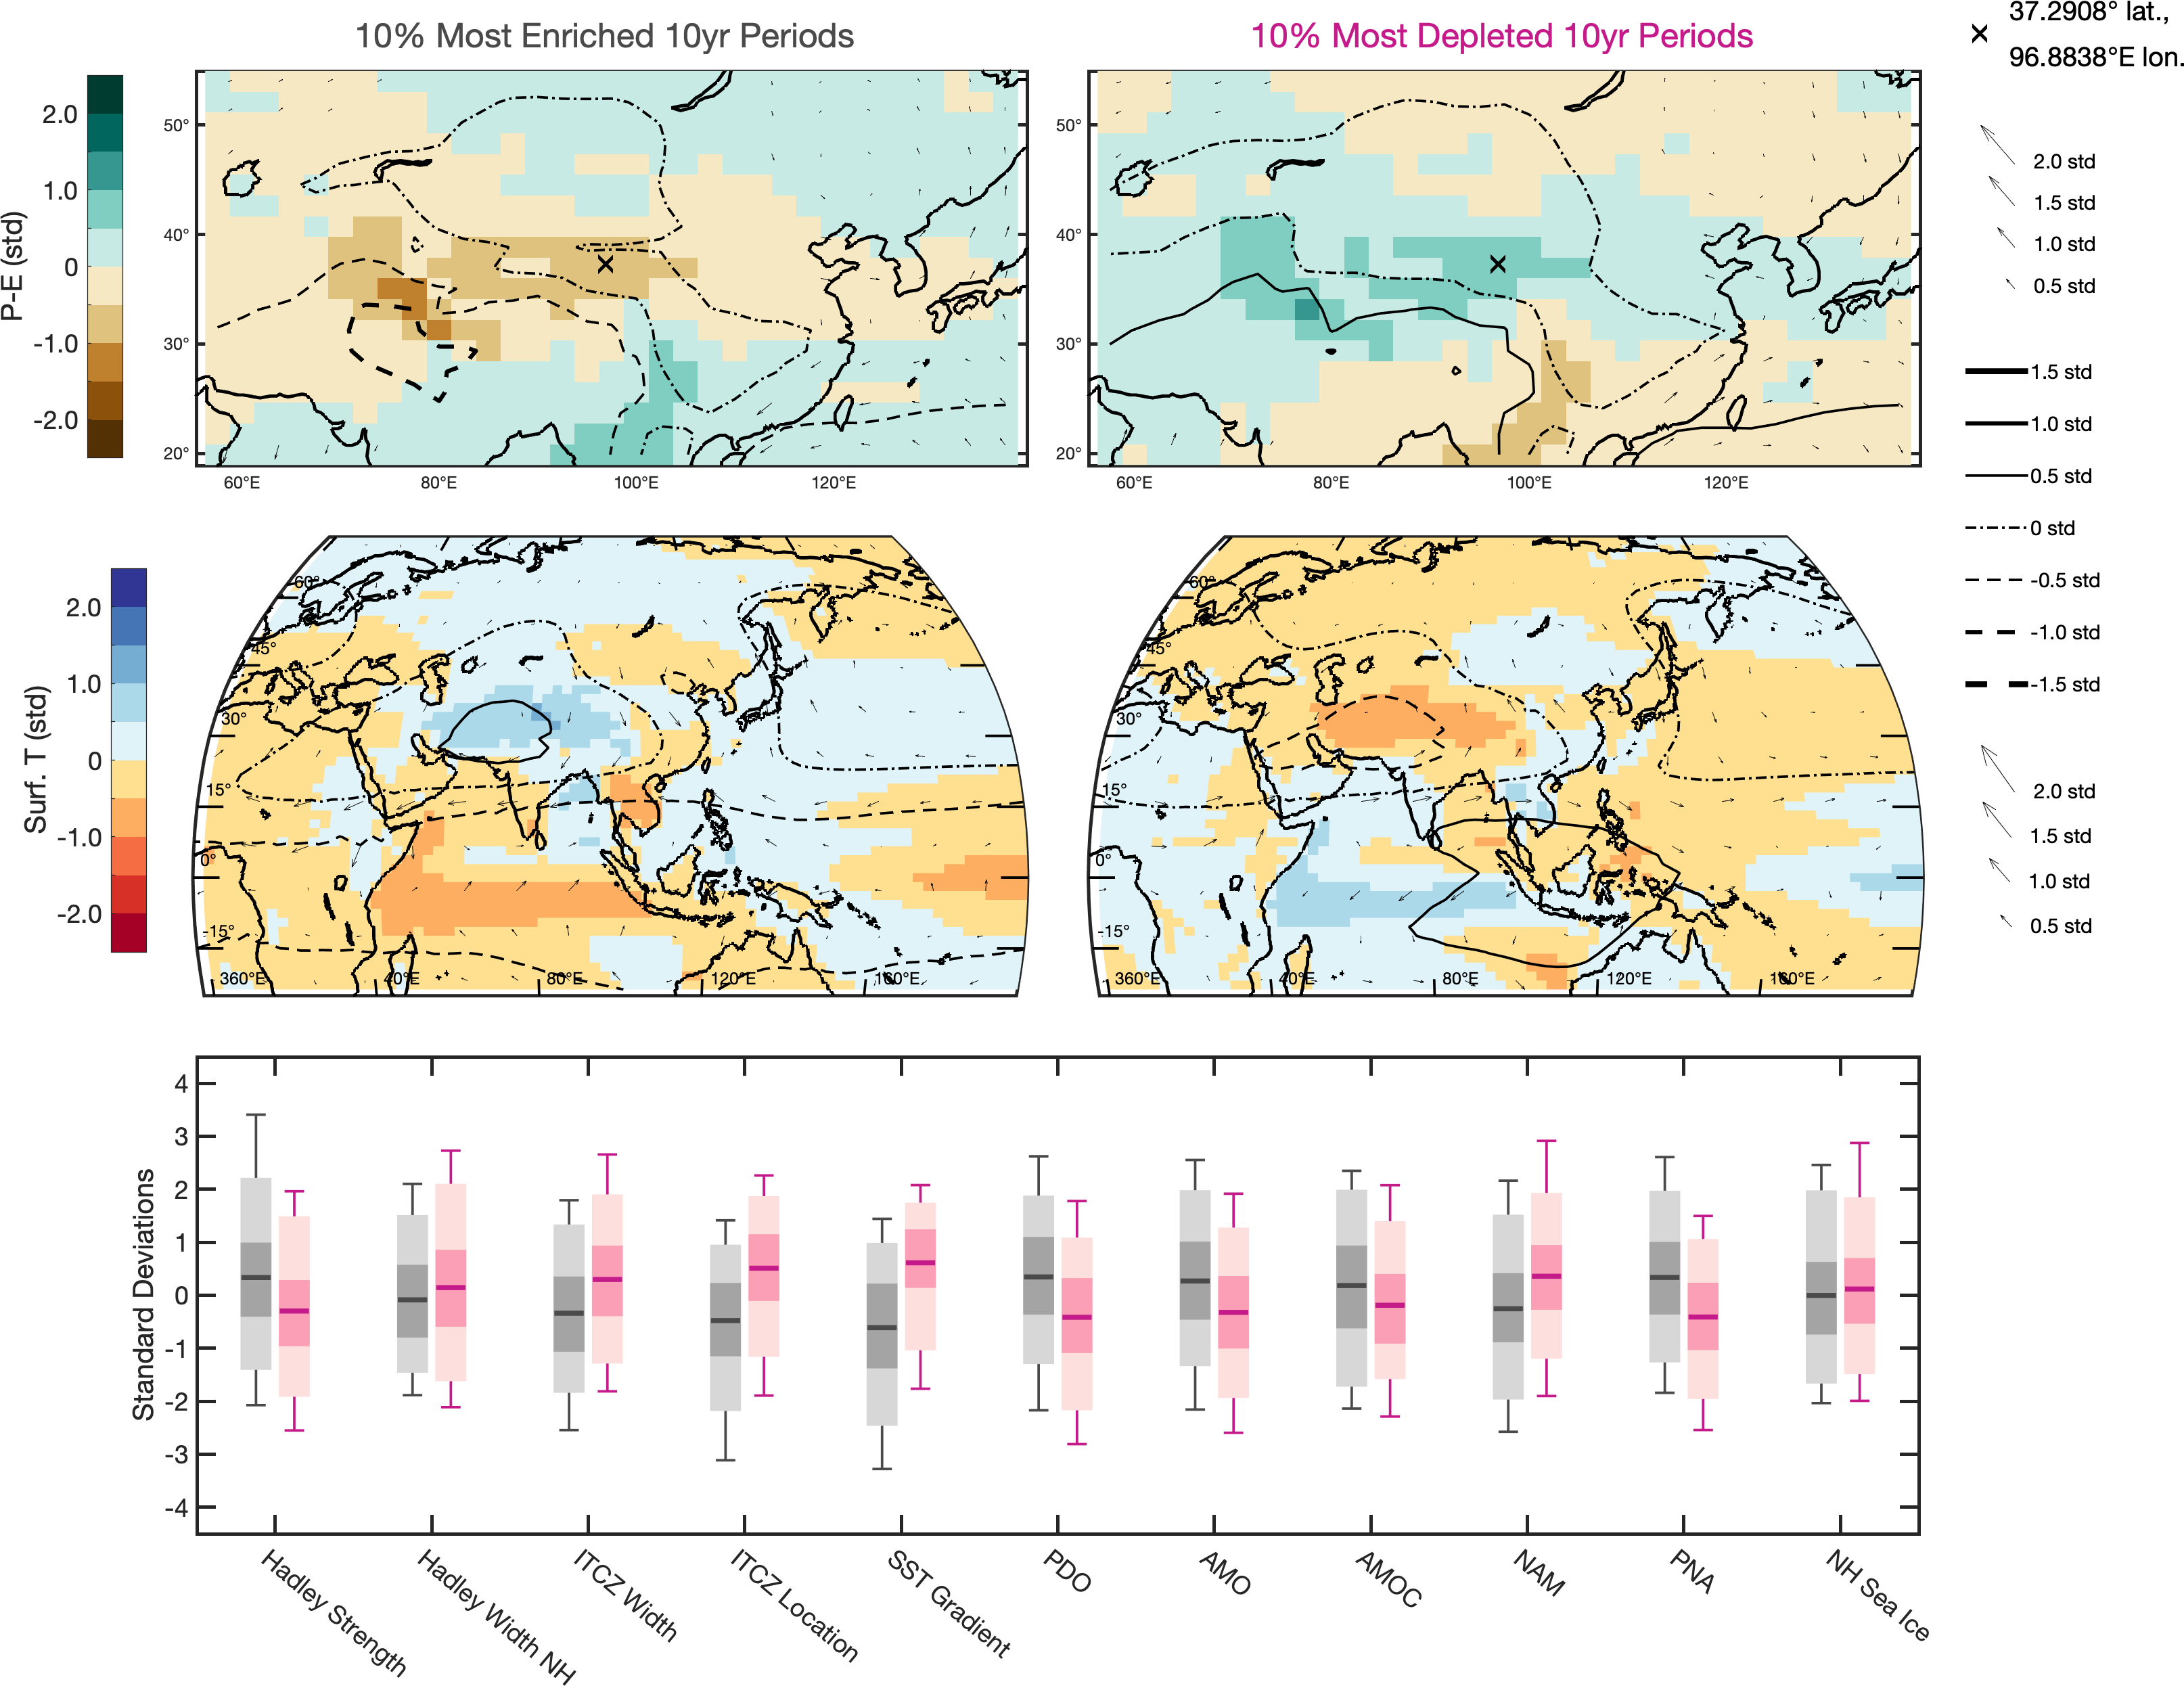 10% Most Enriched 10yr Periods
10% Most Depleted 10yr Periods
37.2908° lat.,
96.8838°E lon.
P-E (std)
2.0
1.0
0
-1.0
-2.0
50°
40°
30°
20°
60°E
80°E
100°E
120°E
50°
40°
30°
20°
60°E
80°E
100°E
120°E
2.0 std
1.5 std
1.0 std
0.5 std
1.5 std
1.0 std
0.5 std
0 std
-0.5 std
-1.0 std
-1.5 std
Surf. T (std)
2.0
1.0
0
-1.0
-2.0
60°
45°
30°
15°
0°
-15°
360°E
40°E
80°E
120°E
160°E
60°
45°
30°
15°
0°
-15°
360°E
40°E
80°E
120°E
160°E
2.0 std
1.5 std
1.0 std
0.5 std
Standard Deviations
4
3
2
1
0
-1
-2
-3
-4
Hadley Strength
Hadley Width NH
ITCZ Width
ITCZ Location
SST Gradient
PDO
AMO
AMOC
NAM
PNA
NH Sea Ice